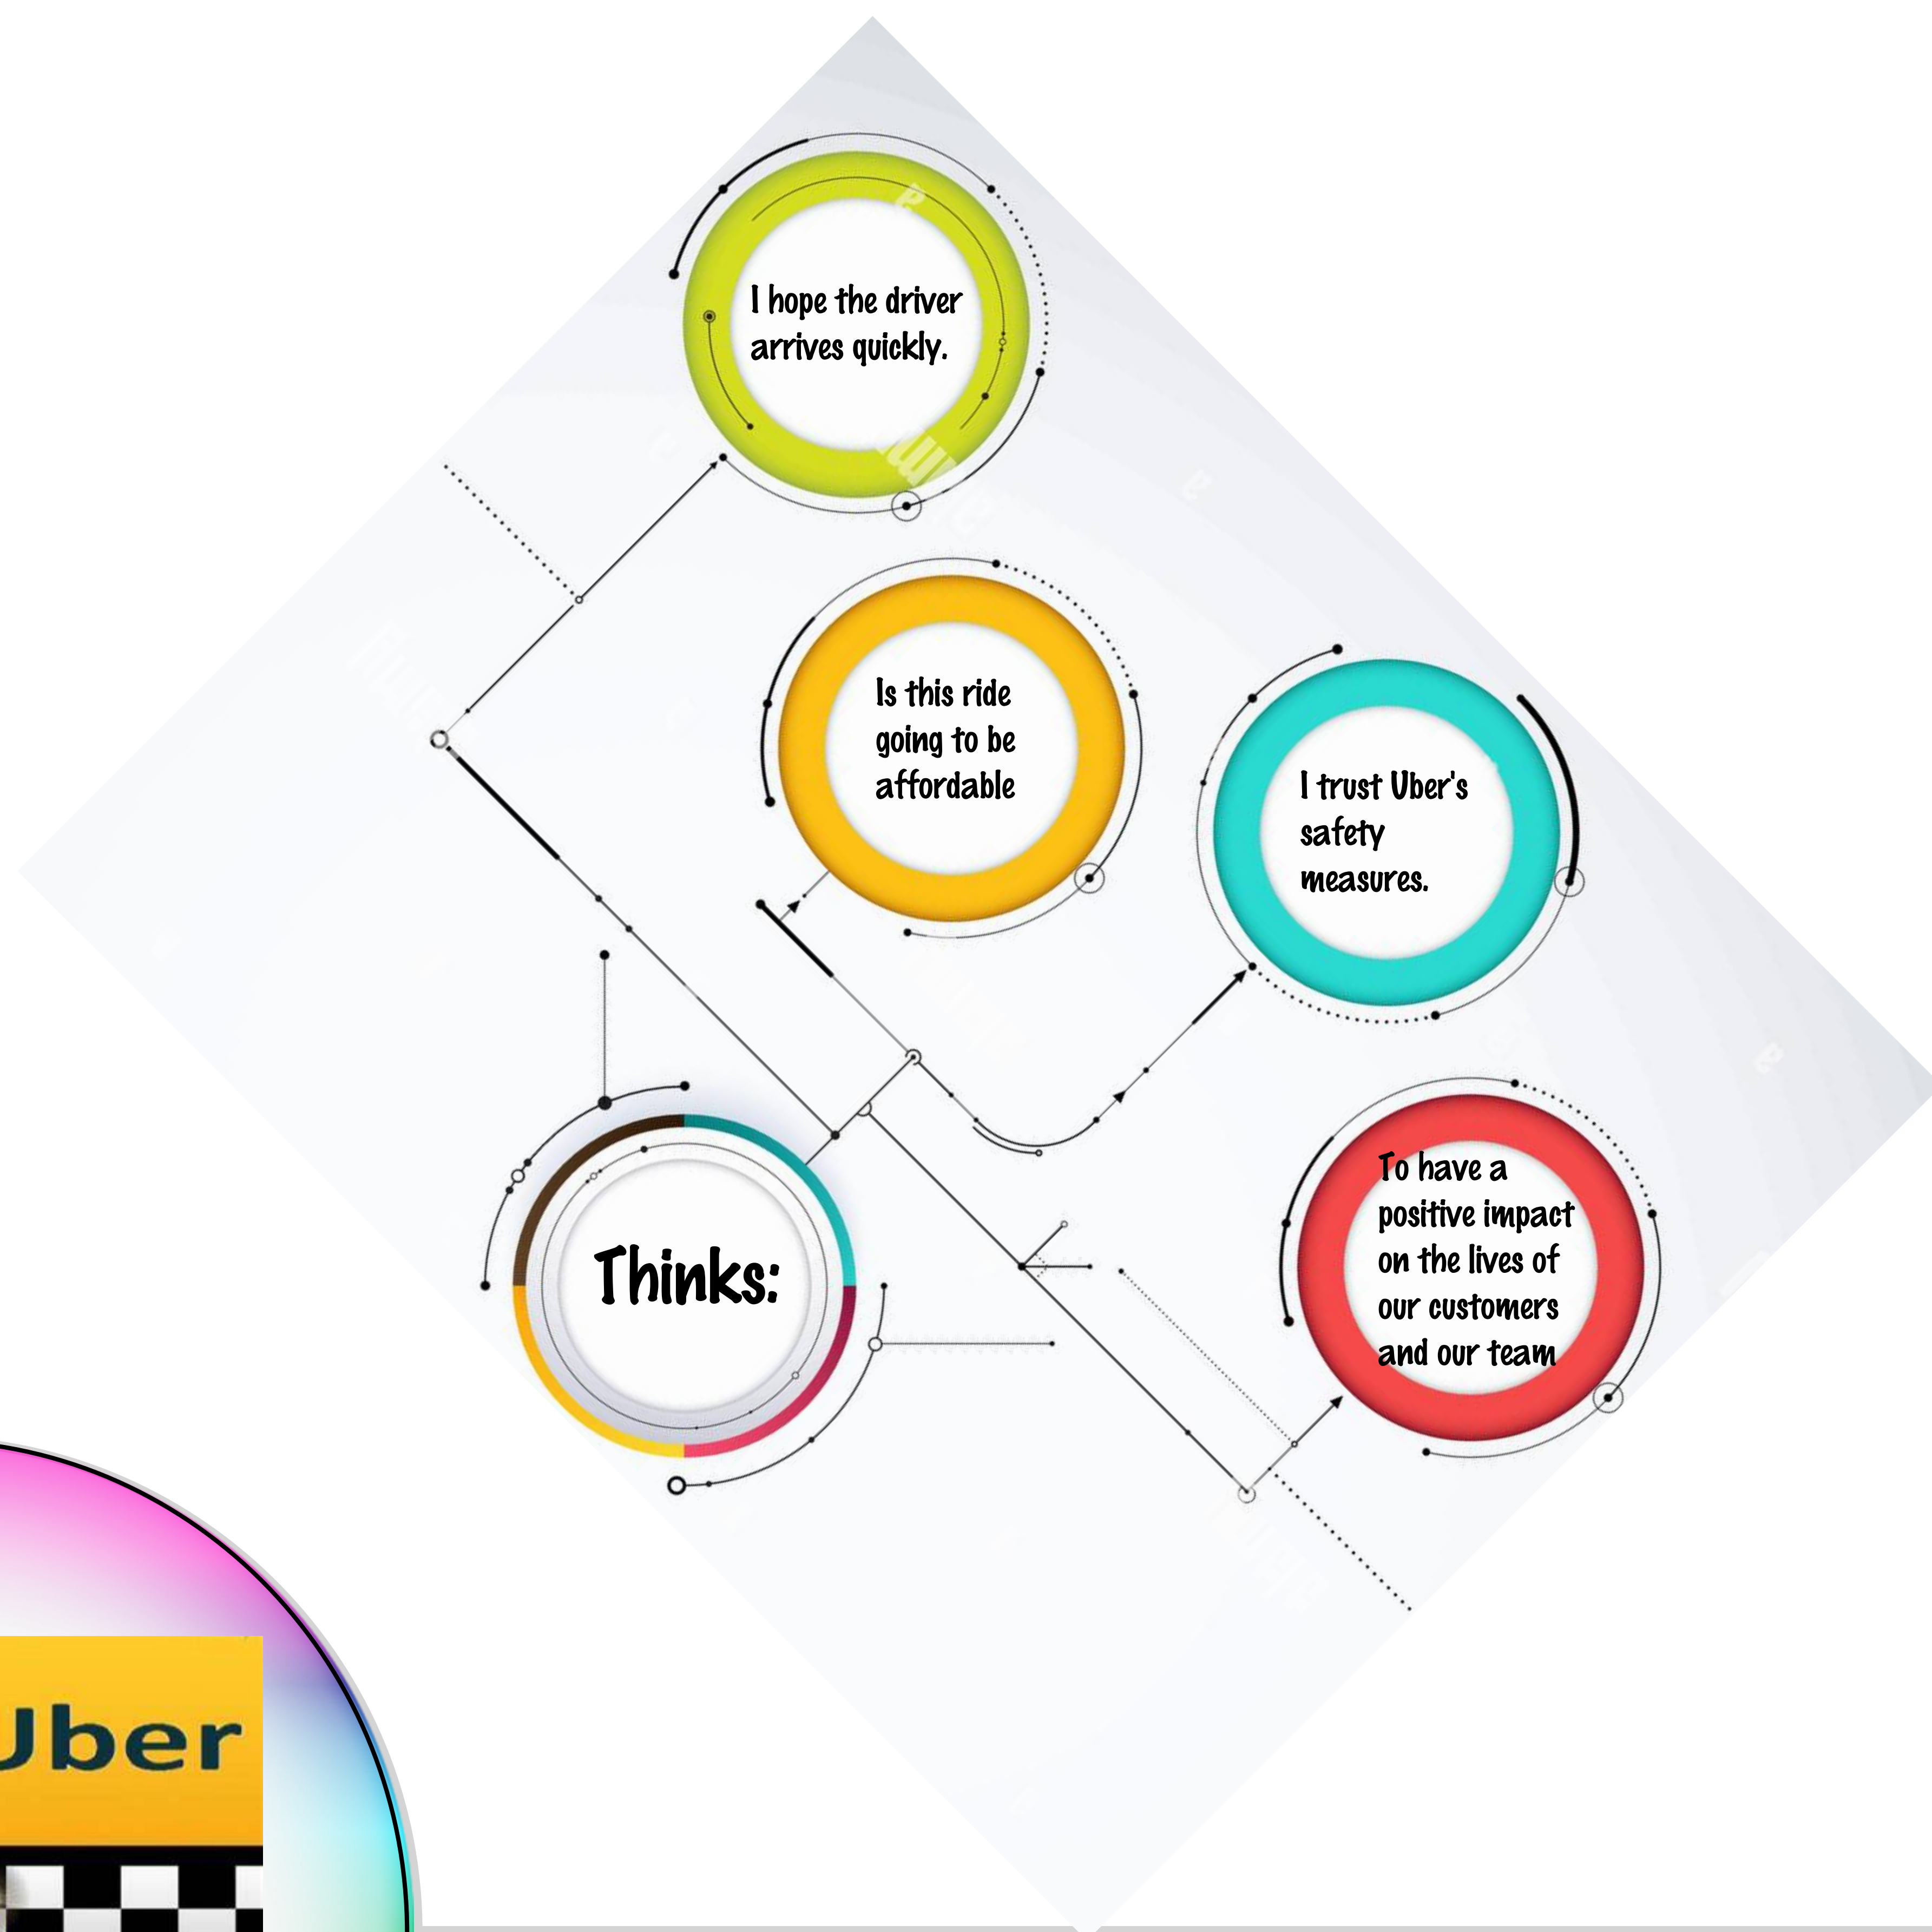 I hope the driver
arrives quickly.
Is this ride
going to be
affordable
I trust Uber's
safety
measures.
To have a
positive impact
on the lives of
our customers
and our team
Thinks:
Uber